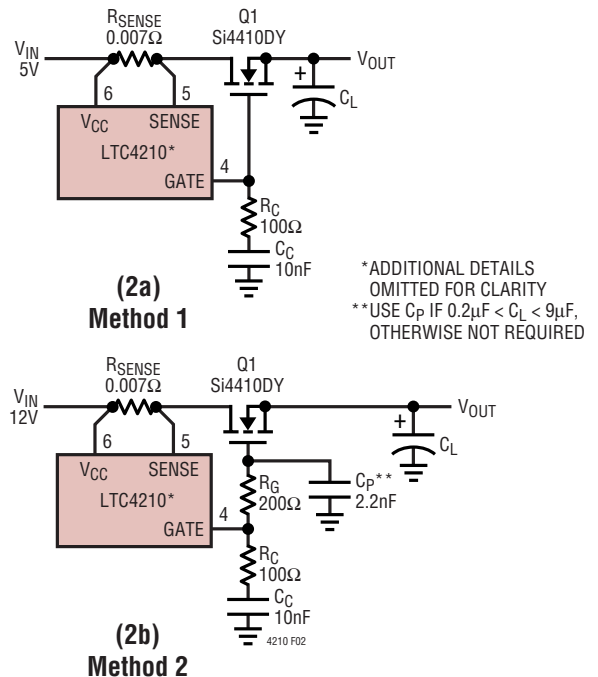 RSENSE
0.007Ω
Q1
Si4410DY
VIN
5V
VOUT
+
CL
6
5
VCC
SENSE
LTC4210*
GATE
4
RC
100Ω
CC
10nF
(2a)
Method 1
*ADDITIONAL DETAILS
OMITTED FOR CLARITY
**USE CP IF 0.2µF < CL < 9µF,
OTHERWISE NOT REQUIRED
RSENSE
0.007Ω
Q1
Si4410DY
VIN
12V
VOUT
+
CL
6
5
VCC
SENSE
LTC4210*
GATE
4
RG
200Ω
CP**
2.2nF
RC
100Ω
CC
10nF
4210 F02
(2b)
Method 2